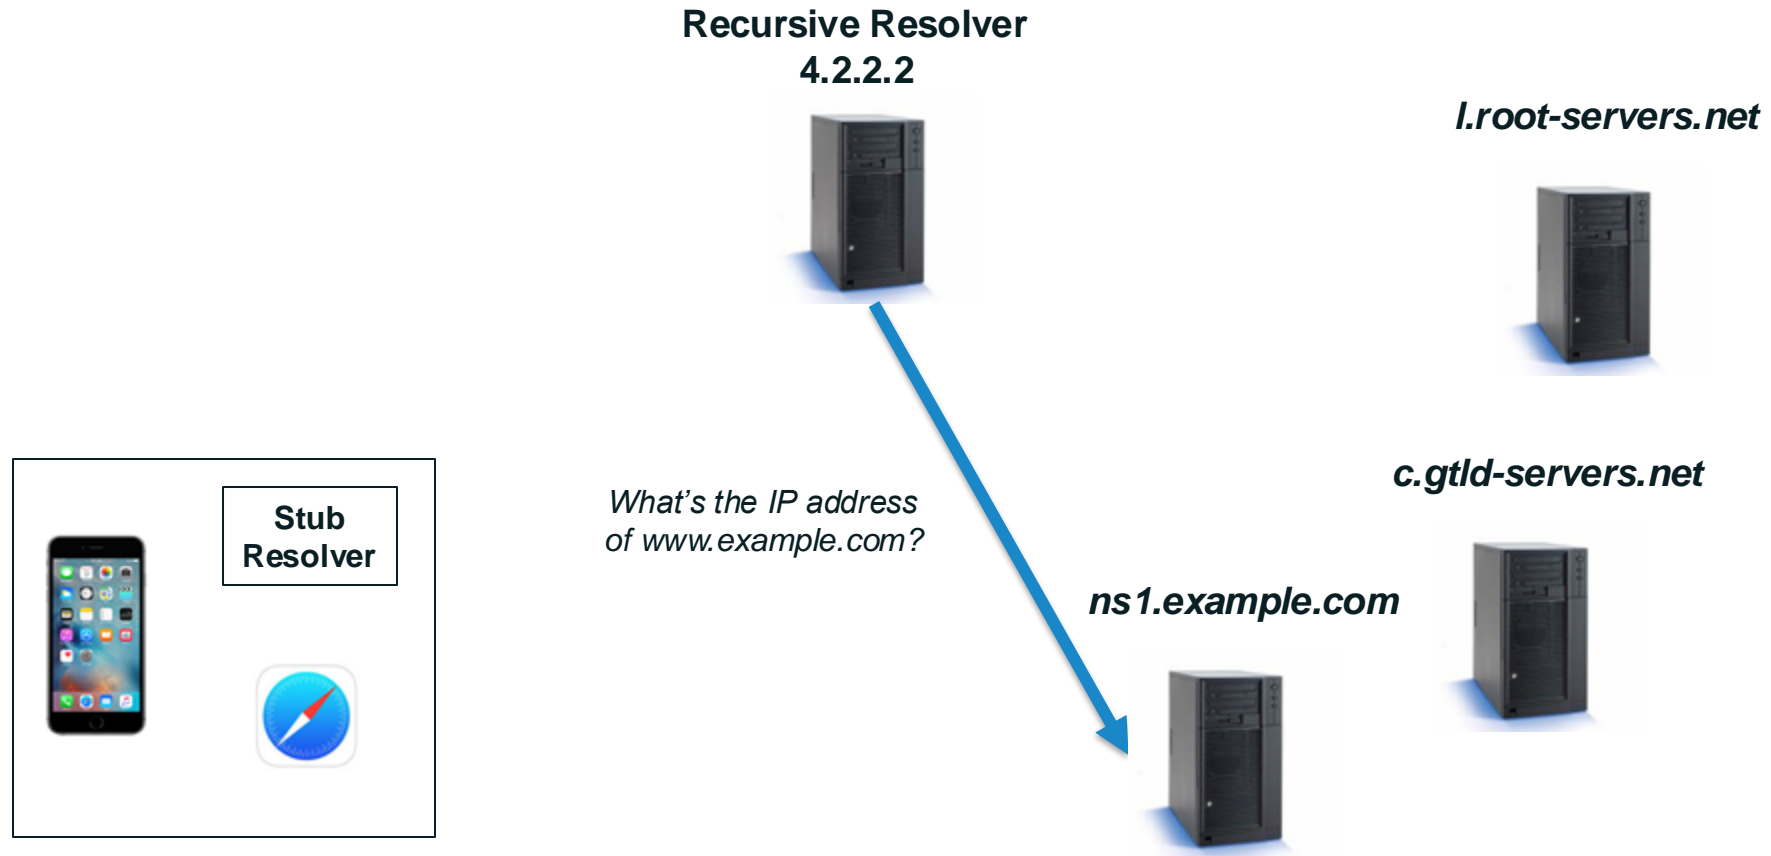 Recursive Resolver
4.2.2.2
l.root-servers.net
c.gtld-servers.net
Stub
Resolver
What’s the IP address
of www.example.com?
ns1.example.com